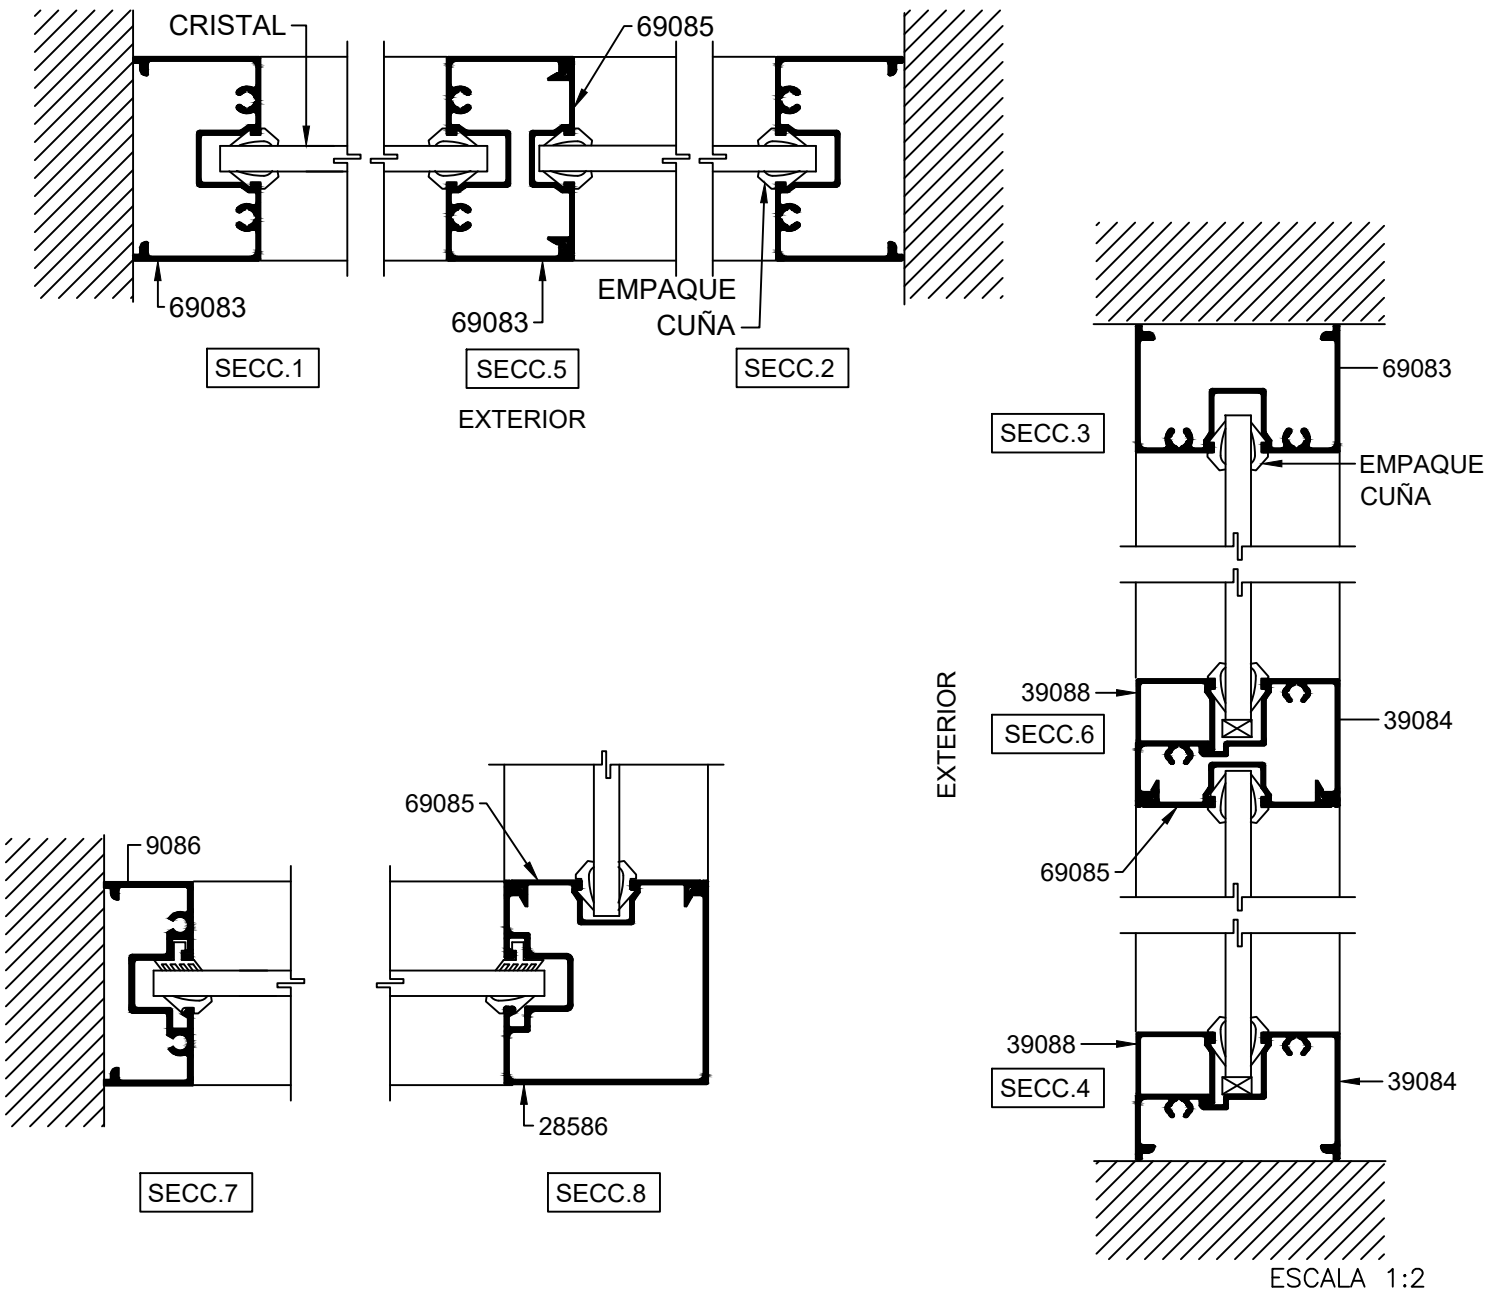 CRISTAL
69085
69083
69083
EMPAQUE
CUÑA
SECC.1
SECC.5
SECC.2
EXTERIOR
69083
SECC.3
EMPAQUE
CUÑA
EXTERIOR
39088
SECC.6
39084
69085
39088
SECC.4
39084
69085
9086
28586
SECC.7
SECC.8
ESCALA 1:2